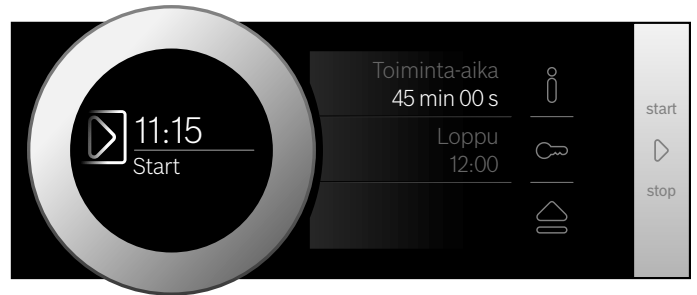 11:15
Start
Toiminta-aika
45 min 00 s
Loppu
12:00
start
stop